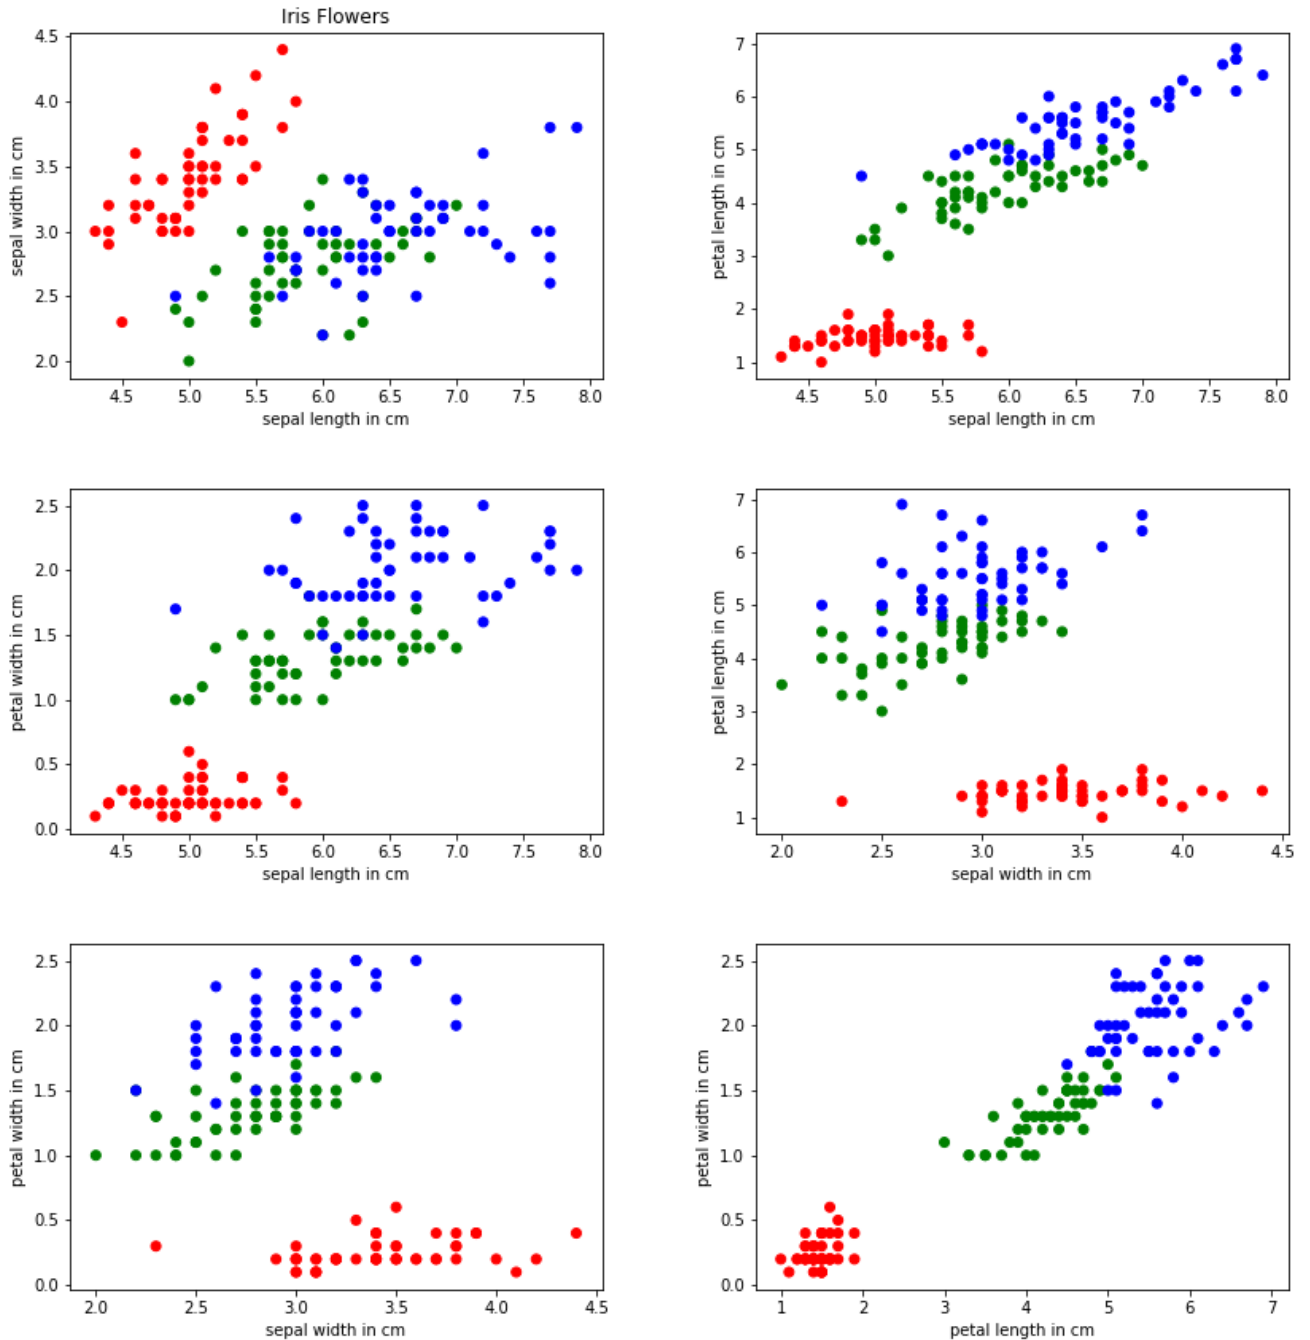 Iris Flowers
4.5
4.0
3.5
3.0
2.5
2.0
sepal width in cm
4.5 5.0 5.5 6.0 6.5 7.0 7.5 8.0
sepal length in cm
7
6
5
4
3
2
1
petal length in cm
4.5 5.0 5.5 6.0 6.5 7.0 7.5 8.0
sepal length in cm
2.5
2.0
1.5
1.0
0.5
0.0
petal width in cm
4.5 5.0 5.5 6.0 6.5 7.0 7.5 8.0
sepal length in cm
7
6
5
4
3
2
1
petal length in cm
2.0 2.5 3.0 3.5 4.0 4.5
sepal width in cm
2.5
2.0
1.5
1.0
0.5
0.0
petal width in cm
2.0 2.5 3.0 3.5 4.0 4.5
sepal width in cm
2.5
2.0
1.5
1.0
0.5
0.0
petal width in cm
1 2 3 4 5 6 7
petal length in cm